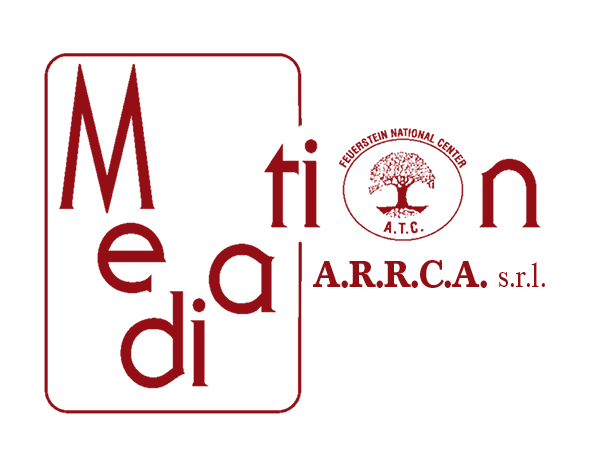 Mediation
FEUERSTEIN NATIONAL CENTER
A.T.C.
A.R.R.C.A. s.r.l.